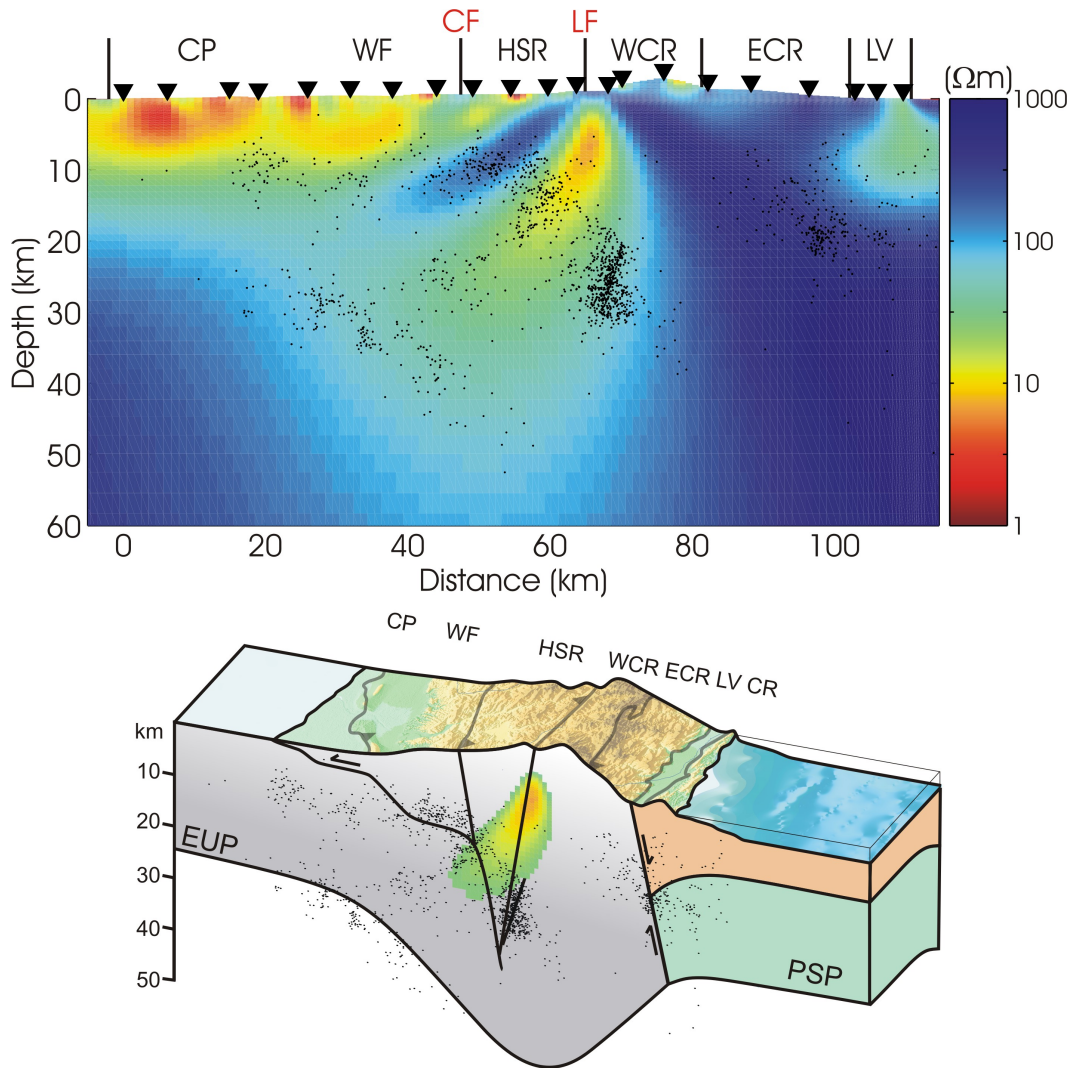 CF LF
CP WF HSR WCR ECR LV
(Ωm)
0 1000
10
20 100
30
40 10
50
60 1
0 20 40 60 80 100
Distance (km)
Depth (km)
CP WF HSR WCR ECR LV CR
km
10
20
EUP
30
40
50
PSP